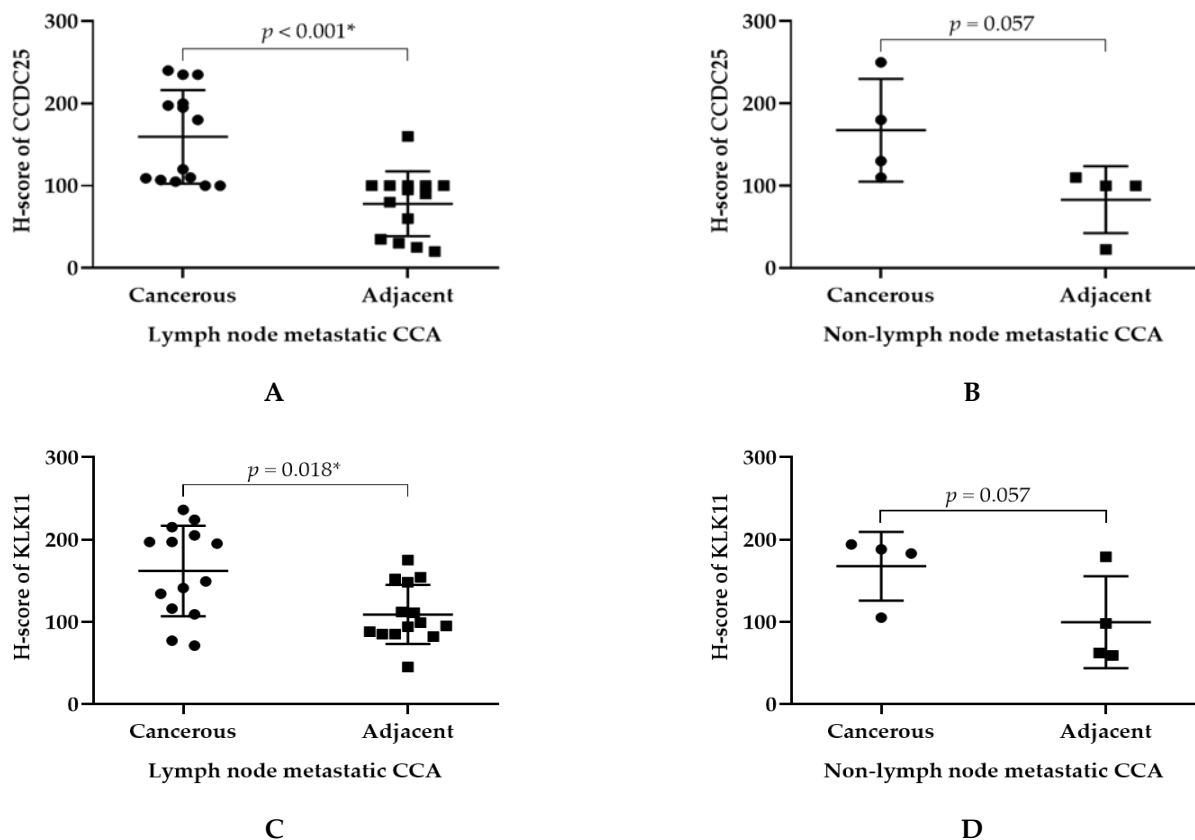 H-score of CCDC25
300
200
100
0
p < 0.001*
Cancerous
Adjacent
Lymph node metastatic CCA
A
H-score of CCDC25
300
200
100
0
p = 0.057
Cancerous
Adjacent
Non-lymph node metastatic CCA
B
H-score of KLK11
300
200
100
0
p = 0.018*
Cancerous
Adjacent
Lymph node metastatic CCA
C
H-score of KLK11
300
200
100
0
p = 0.057
Cancerous
Adjacent
Non-lymph node metastatic CCA
D